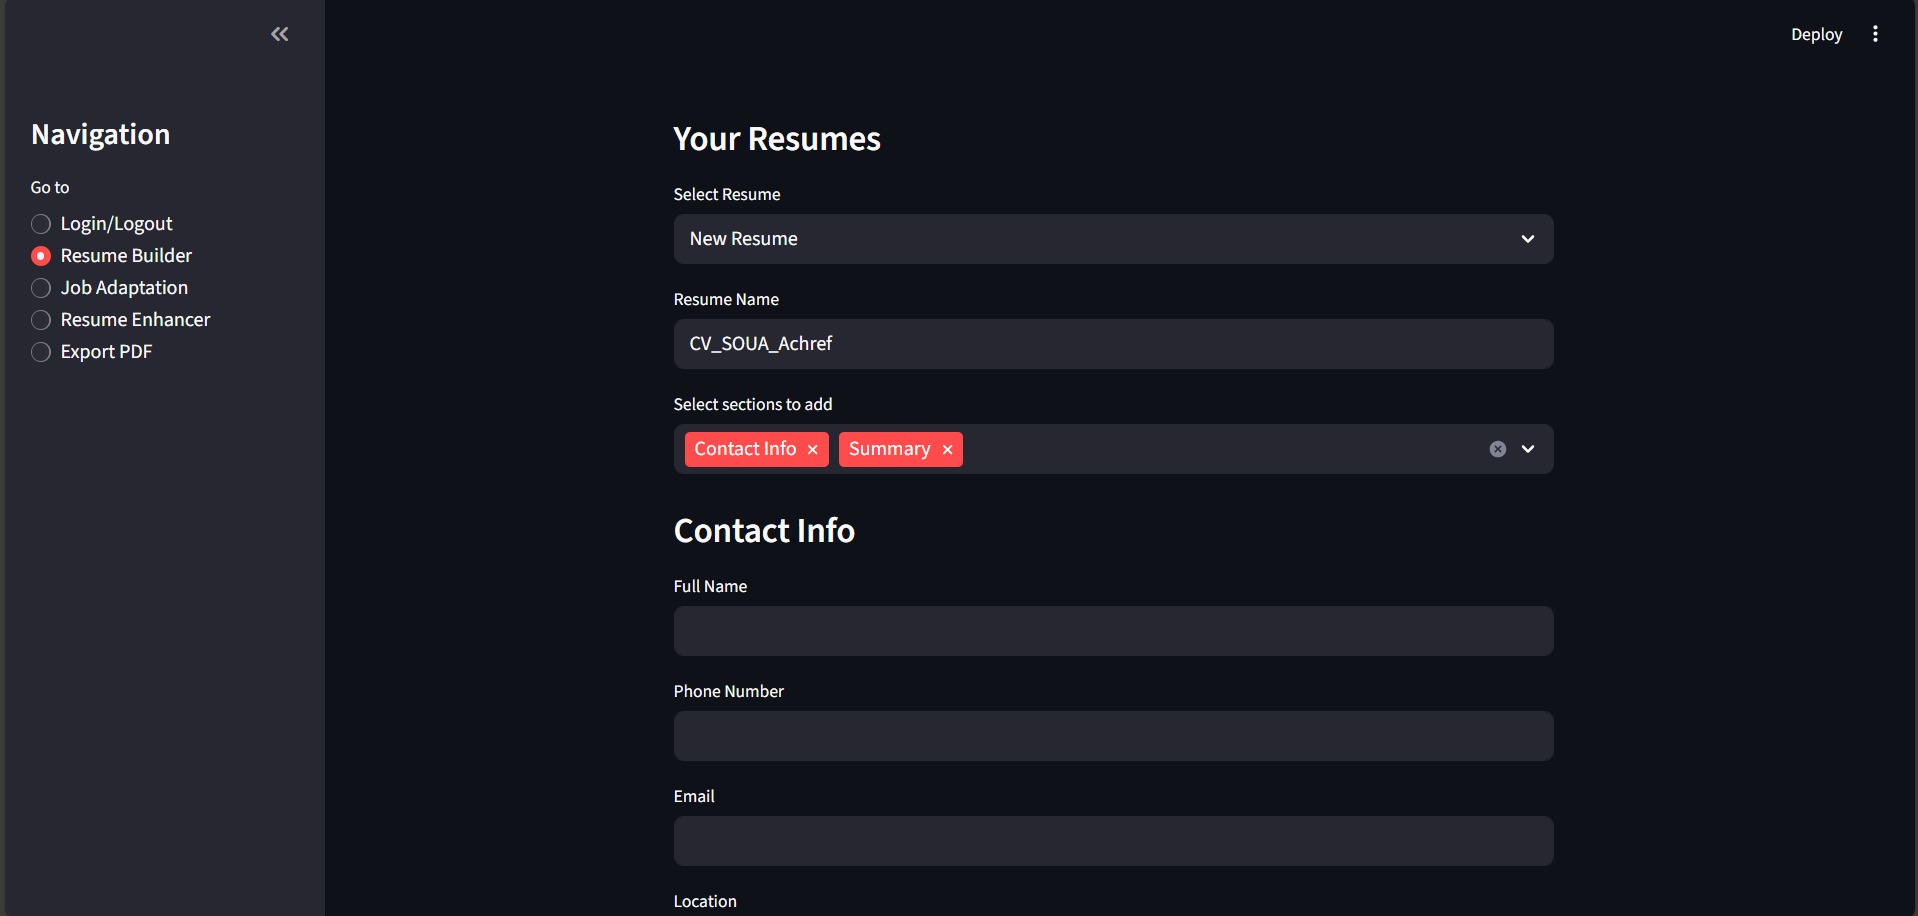 Deploy
Navigation
Go to
Login/Logout
Resume Builder
Job Adaptation
Resume Enhancer
Export PDF
Your Resumes
Select Resume
New Resume
Resume Name
CV_SOUA_Achref
Select sections to add
Contact Info Summary
Contact Info
Full Name
Phone Number
Email
Location